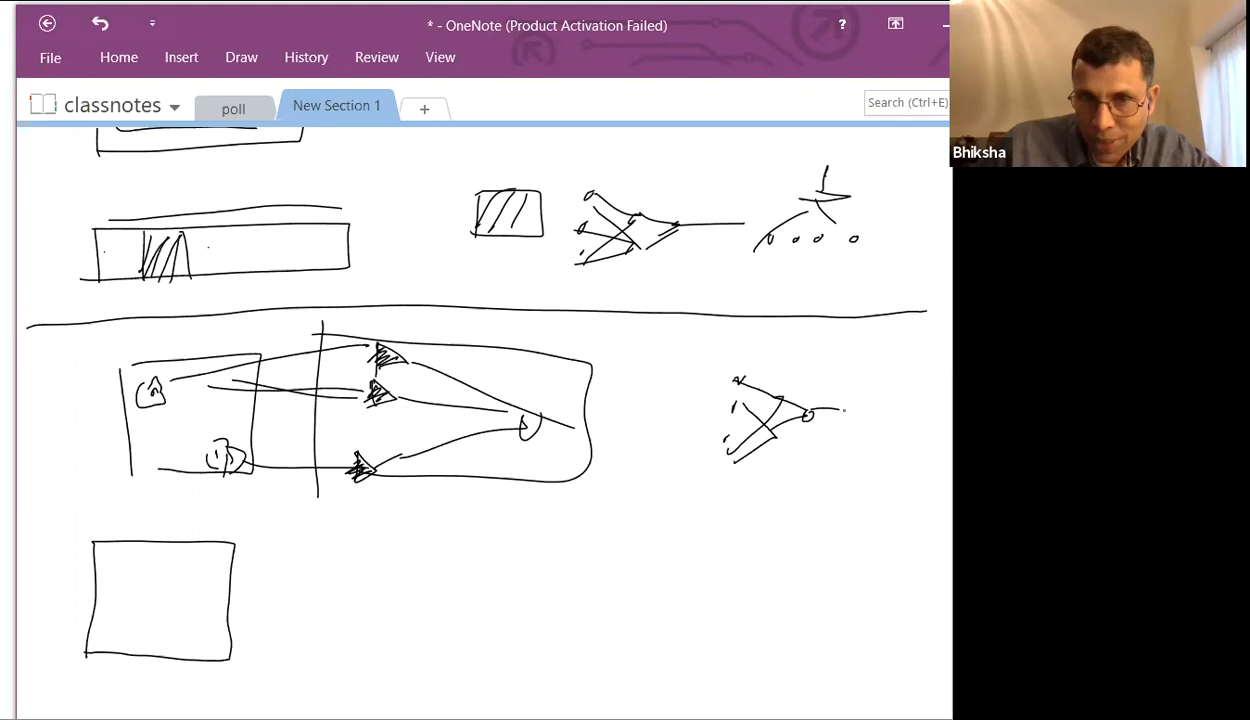 * - OneNote (Product Activation Failed)
?
File Home Insert Draw History Review View
classnotes
poll
New Section 1
+
Search (Ctrl+E)
Bhiksha